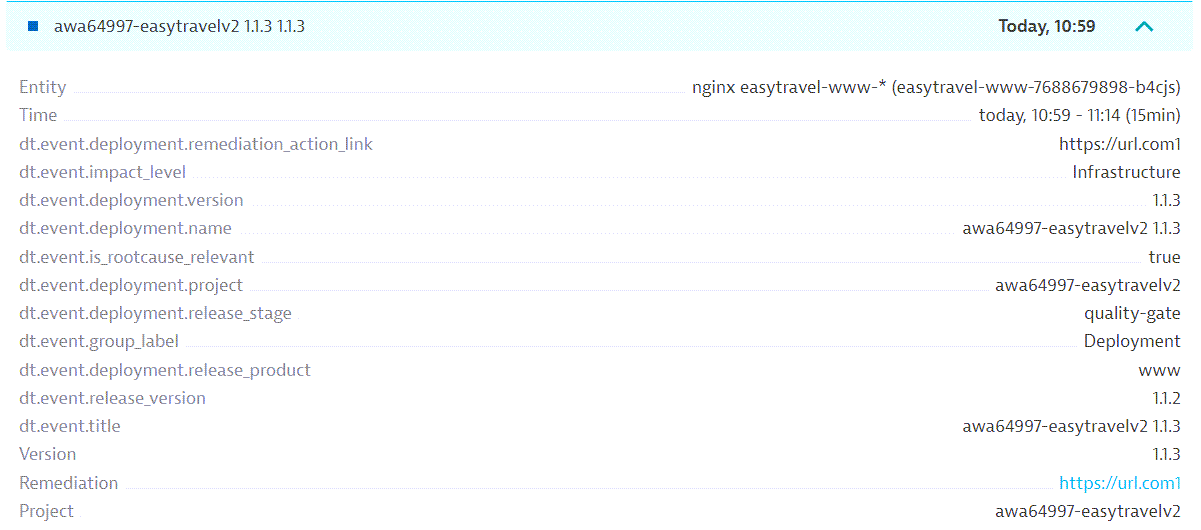 awa64997-easytravelv2 1.1.3 1.1.3 Today, 10:59
Entity nginx easytravel-www-* (easytravel-www-7688679898-b4cjs)
Time today, 10:59 - 11:14 (15min)
dt.event.deployment.remediation_action_link https://url.com1
dt.event.impact_level Infrastructure
dt.event.deployment.version 1.1.3
dt.event.deployment.name awa64997-easytravelv2 1.1.3
dt.event.is_rootcause_relevant true
dt.event.deployment.project awa64997-easytravelv2
dt.event.deployment.release_stage quality-gate
dt.event.group_label Deployment
dt.event.deployment.release_product www
dt.event.release_version 1.1.2
dt.event.title awa64997-easytravelv2 1.1.3
Version 1.1.3
Remediation https://url.com1
Project awa64997-easytravelv2